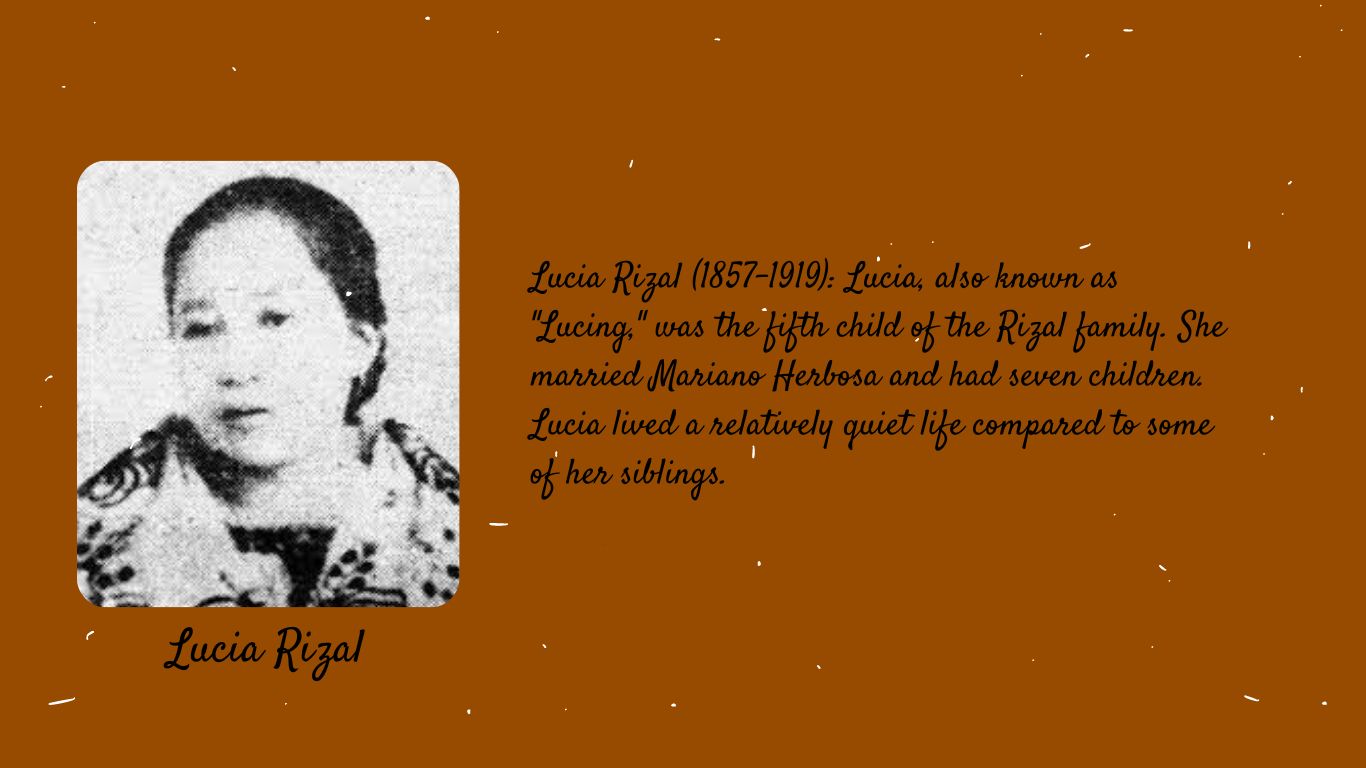 Lucia Rizal (1857-1919): Lucia, also known as
"Lucing," was the fifth child of the Rizal family. She
married Mariano Herbosa and had seven children.
Lucia lived a relatively quiet life compared to some
of her siblings.
Lucia Rizal